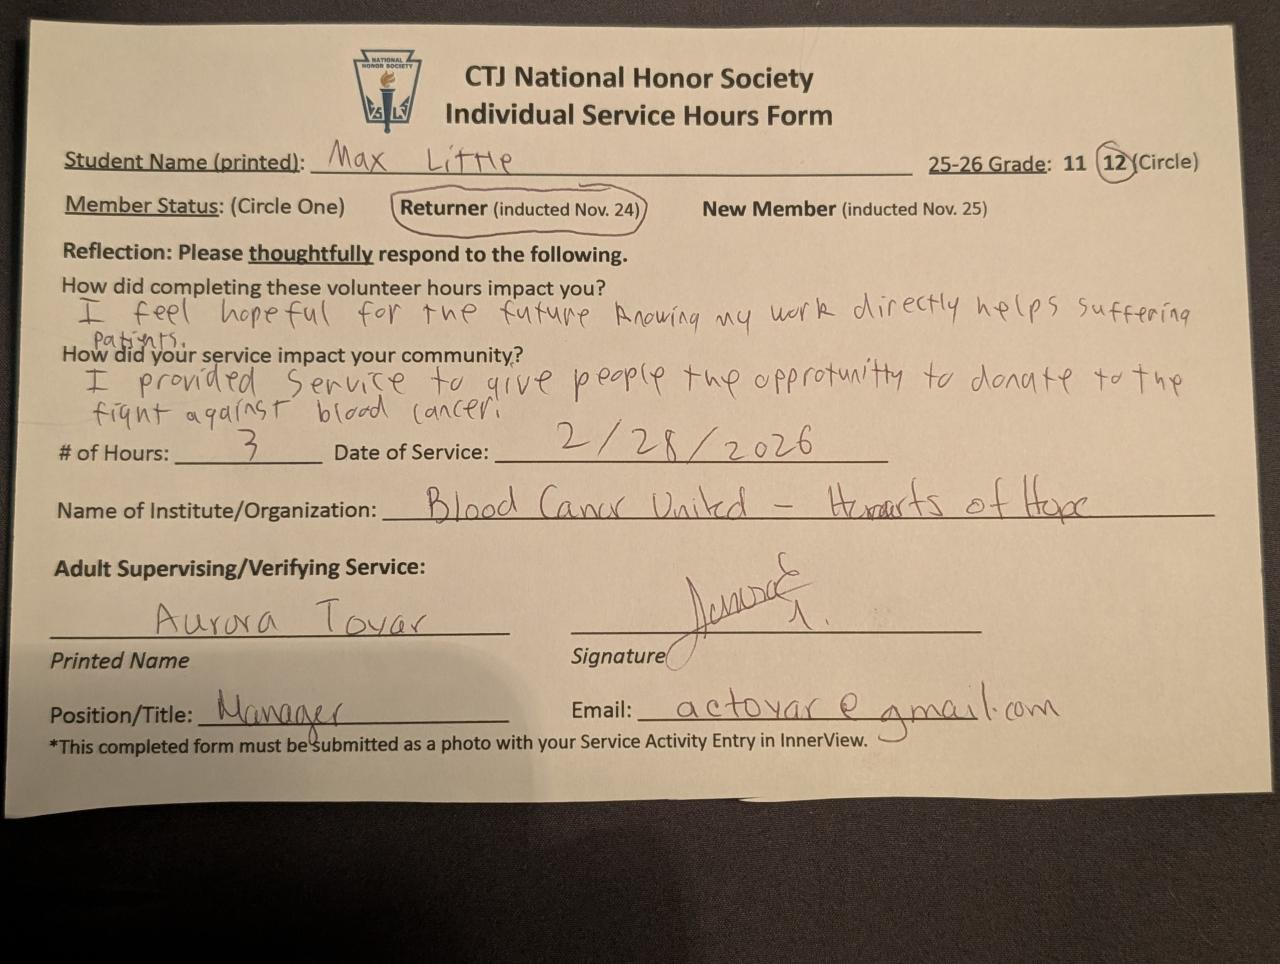 NATIONAL
HONOR SOCIETY
CTJ National Honor Society
Individual Service Hours Form
Student Name (printed): Max Little 25-26 Grade: 11 12 (Circle)
Member Status: (Circle One) Returner (inducted Nov. 24) New Member (inducted Nov. 25)
Reflection: Please thoughtfully respond to the following.
How did completing these volunteer hours impact you?
I feel hopeful for the future knowing my work directly helps suffering
patients.
How did your service impact your community?
I provided service to give people the opprotunitty to donate to the
fight against blood cancer.
# of Hours: 3 Date of Service: 2/28/2026
Name of Institute/Organization: Blood Cancr United - Hearts of Hope
Adult Supervising/Verifying Service:
Aurora Tovar
Printed Name Signature
Position/Title: Manager Email: actovar@gmail.com
*This completed form must be submitted as a photo with your Service Activity Entry in InnerView.